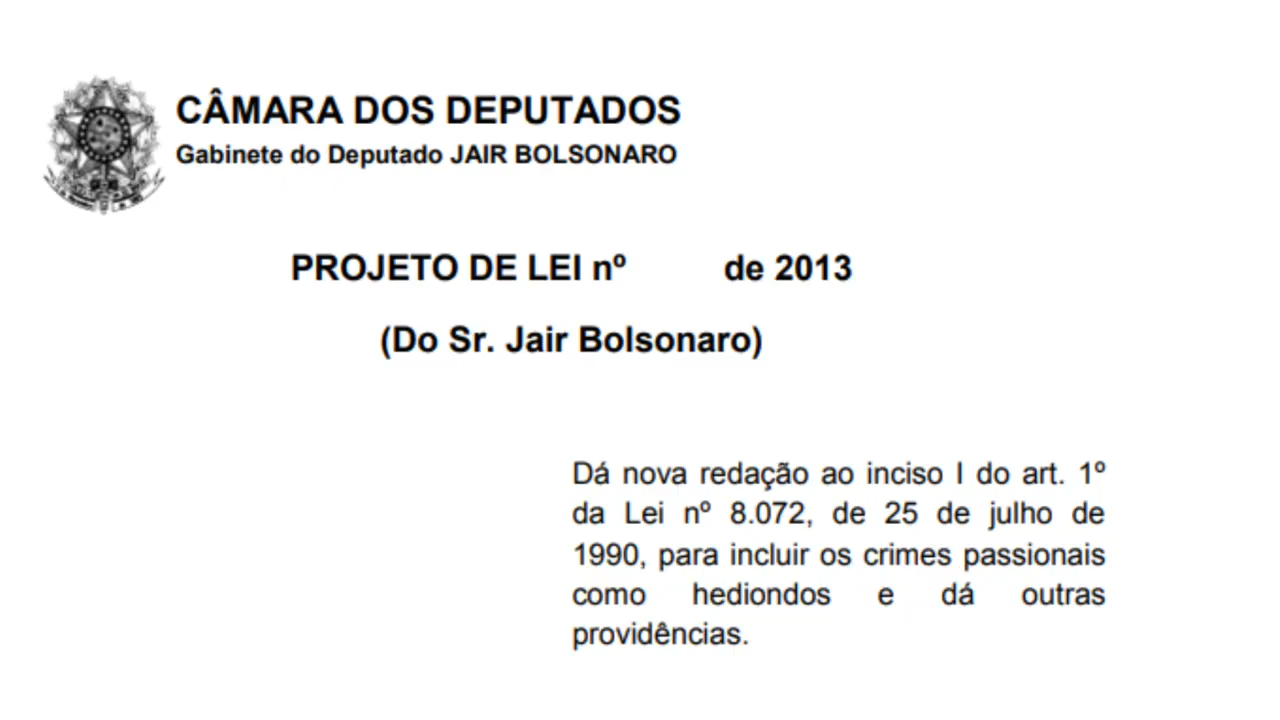 CÂMARA DOS DEPUTADOS
Gabinete do Deputado JAIR BOLSONARO
PROJETO DE LEI nº de 2013
(Do Sr. Jair Bolsonaro)
Dá nova redação ao inciso I do art. 1º
da Lei nº 8.072, de 25 de julho de
1990, para incluir os crimes passionais
como hediondos e dá outras
providências.